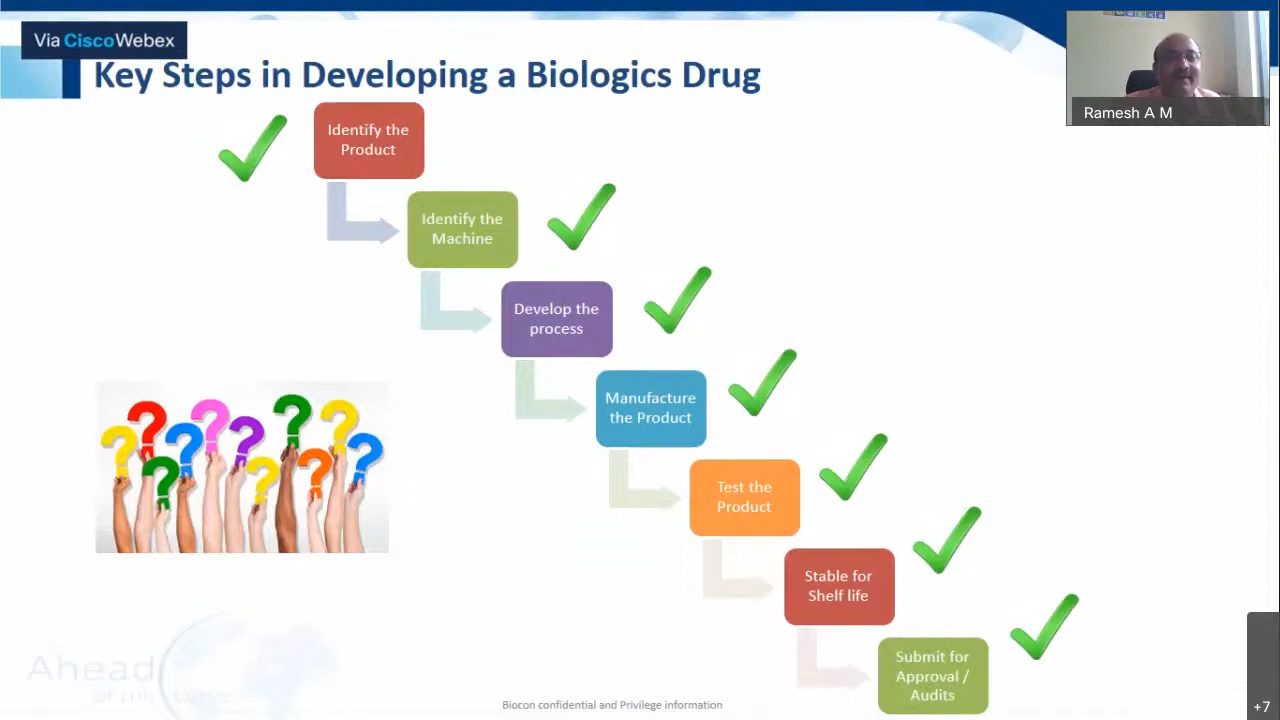 Via CiscoWebex
Key Steps in Developing a Biologics Drug
Ramesh A M
Identify the
Product
Identify the
Machine
Develop the
process
Manufacture
the Product
Test the
Product
Stable for
Shelf life
Submit for
Approval /
Audits
Ahead
of the
Biocon confidential and Privilege information
+7